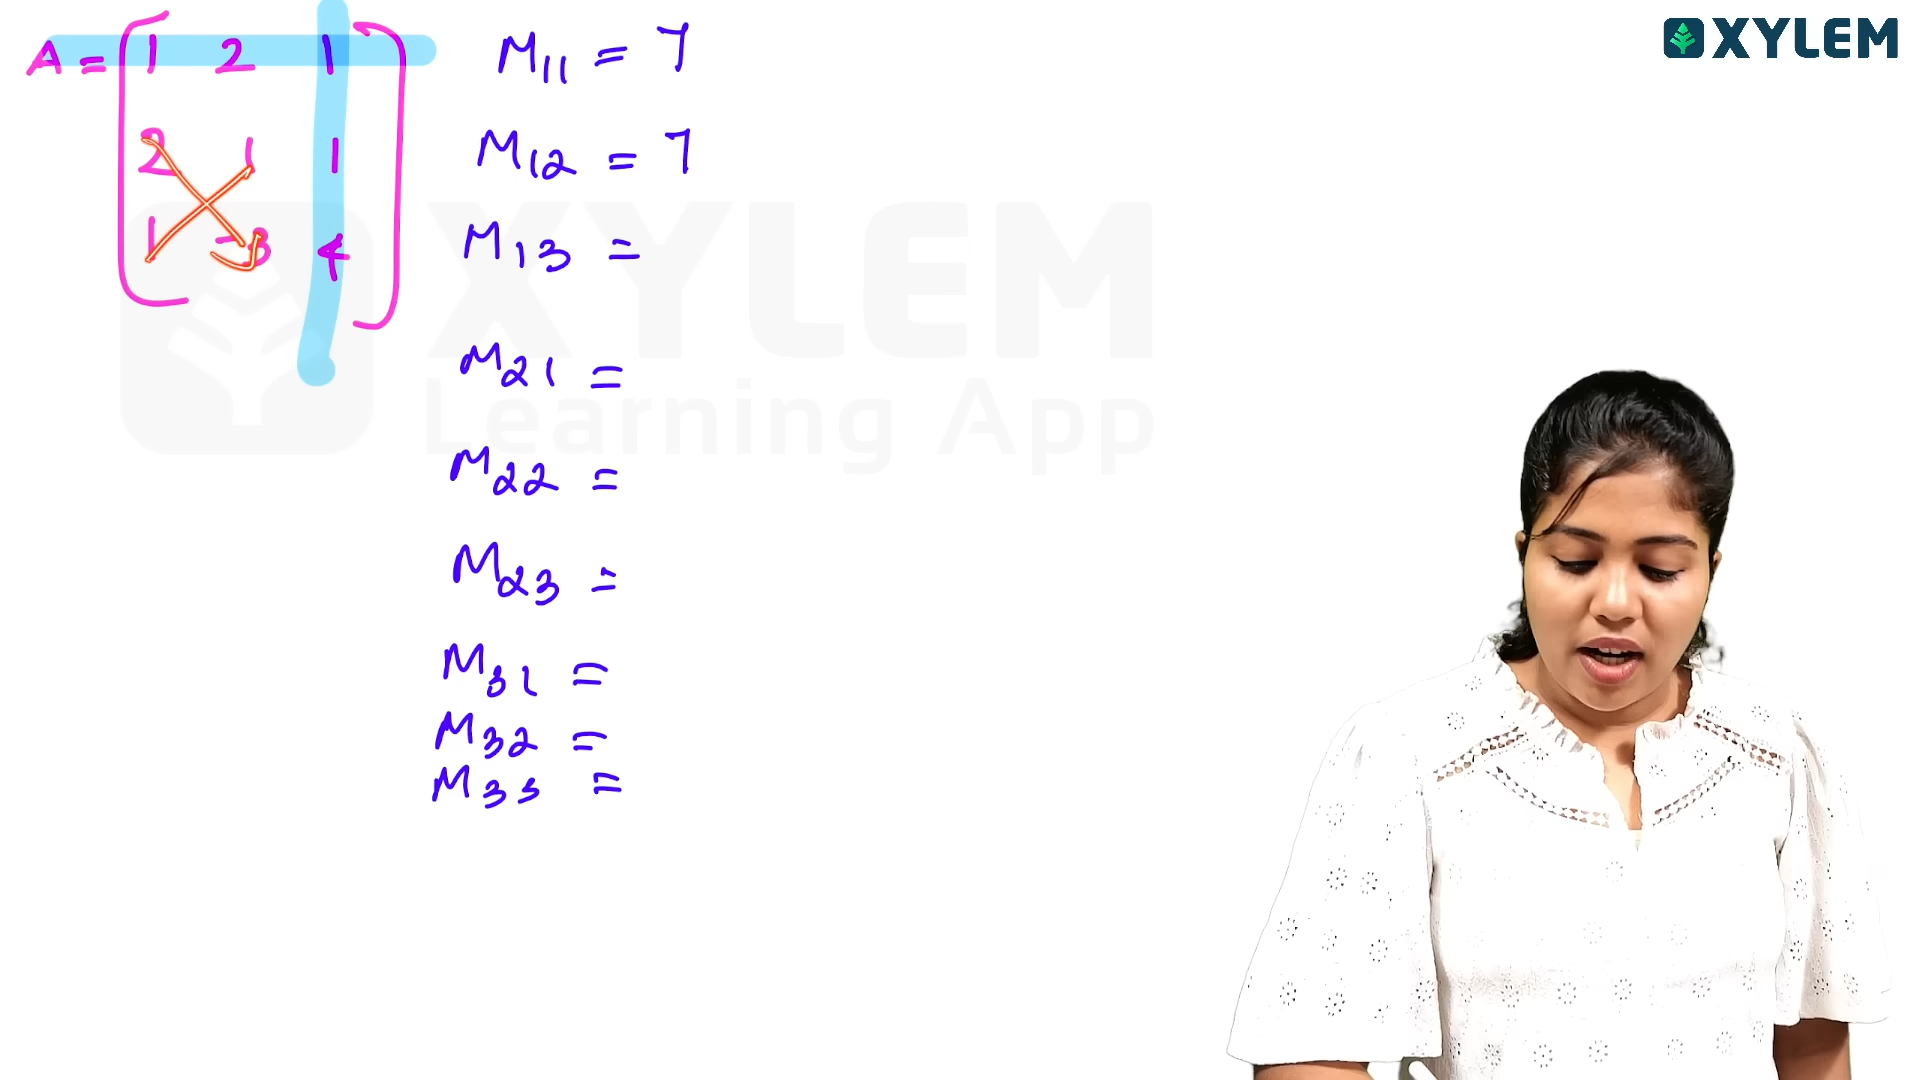 XYLEM
A = [ 1 2 1
2 1 1
1 -3 4 ]
M11 = 7
M12 = 7
M13 =
M21 =
M22 =
M23 =
M31 =
M32 =
M33 =
XYLEM
Learning App